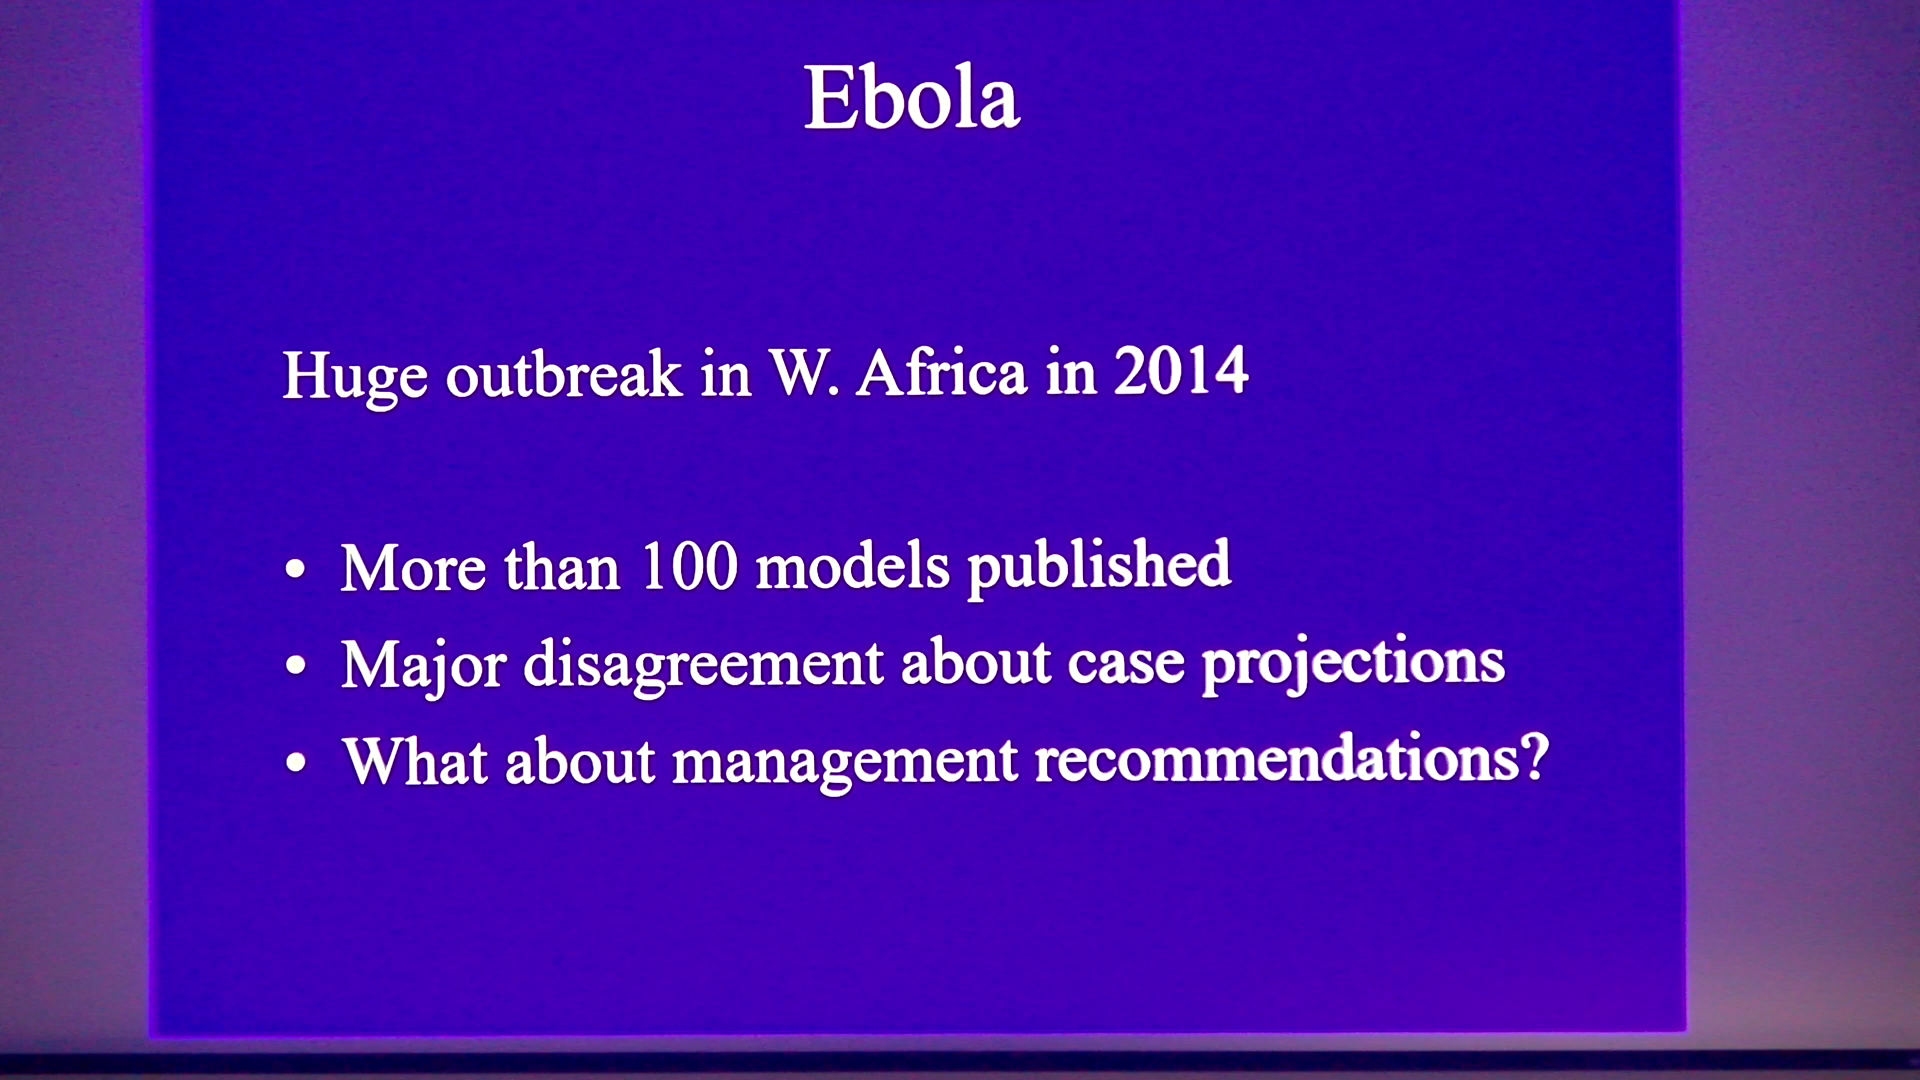 Ebola
Huge outbreak in W. Africa in 2014
• More than 100 models published
• Major disagreement about case projections
• What about management recommendations?